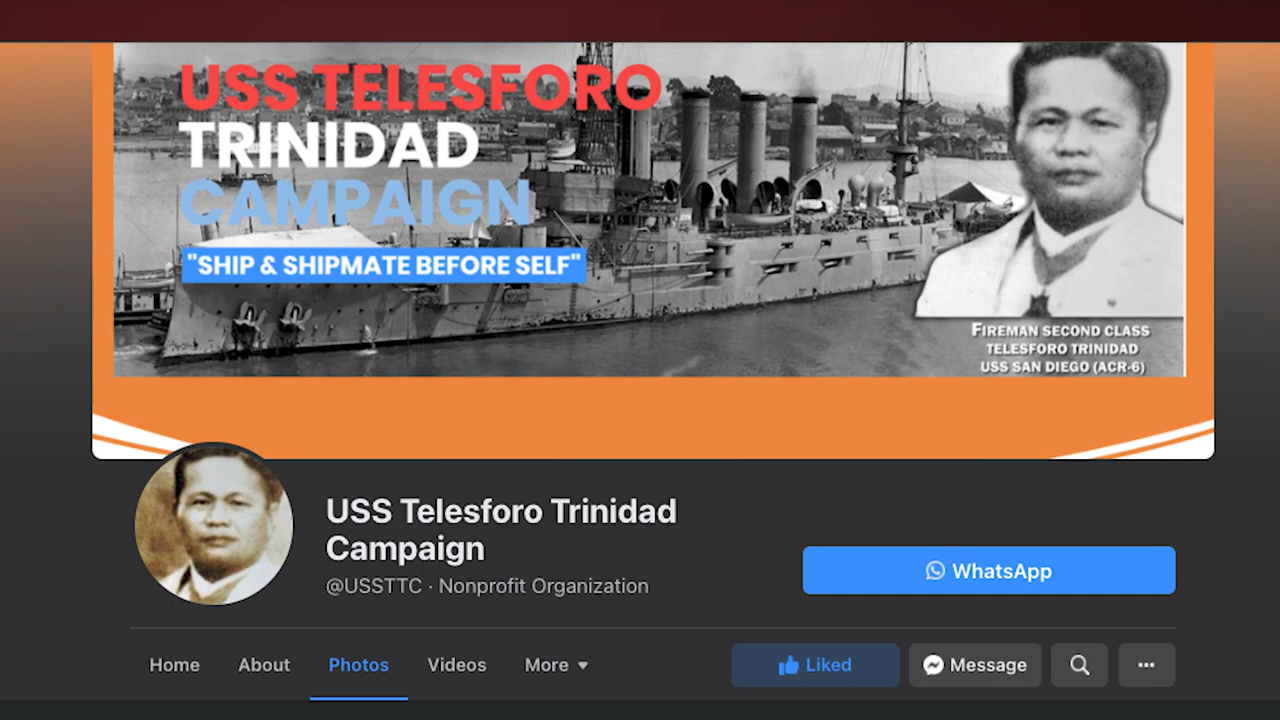 USS TELESFORO
TRINIDAD
CAMPAIGN
"SHIP & SHIPMATE BEFORE SELF"
FIREMAN SECOND CLASS
TELESFORO TRINIDAD
USS SAN DIEGO (ACR-6)
USS Telesforo Trinidad
Campaign
@USSTTC · Nonprofit Organization
WhatsApp
Home About Photos Videos More Liked Message